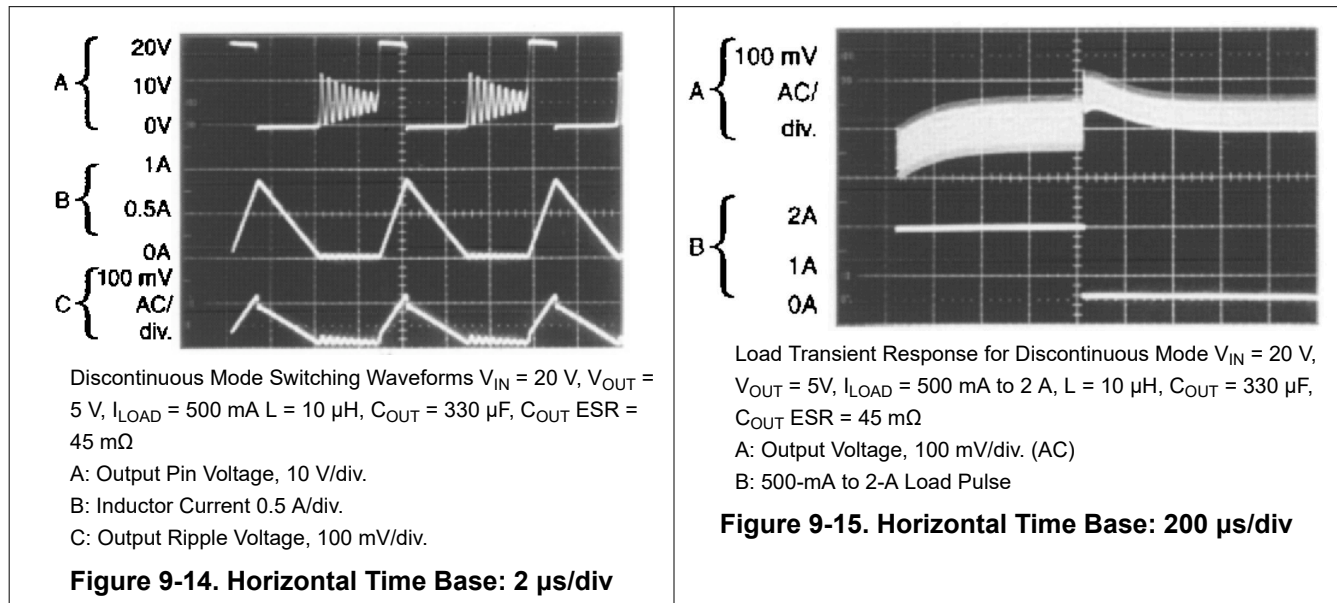 A
20V
10V
0V
B
1A
0.5A
0A
C
100 mV
AC/
div.
Discontinuous Mode Switching Waveforms VIN = 20 V, VOUT =
5 V, ILOAD = 500 mA L = 10 μH, COUT = 330 μF, COUT ESR =
45 mΩ
A: Output Pin Voltage, 10 V/div.
B: Inductor Current 0.5 A/div.
C: Output Ripple Voltage, 100 mV/div.
Figure 9-14. Horizontal Time Base: 2 μs/div
A
100 mV
AC/
div.
B
2A
1A
0A
Load Transient Response for Discontinuous Mode VIN = 20 V,
VOUT = 5V, ILOAD = 500 mA to 2 A, L = 10 μH, COUT = 330 μF,
COUT ESR = 45 mΩ
A: Output Voltage, 100 mV/div. (AC)
B: 500-mA to 2-A Load Pulse
Figure 9-15. Horizontal Time Base: 200 μs/div